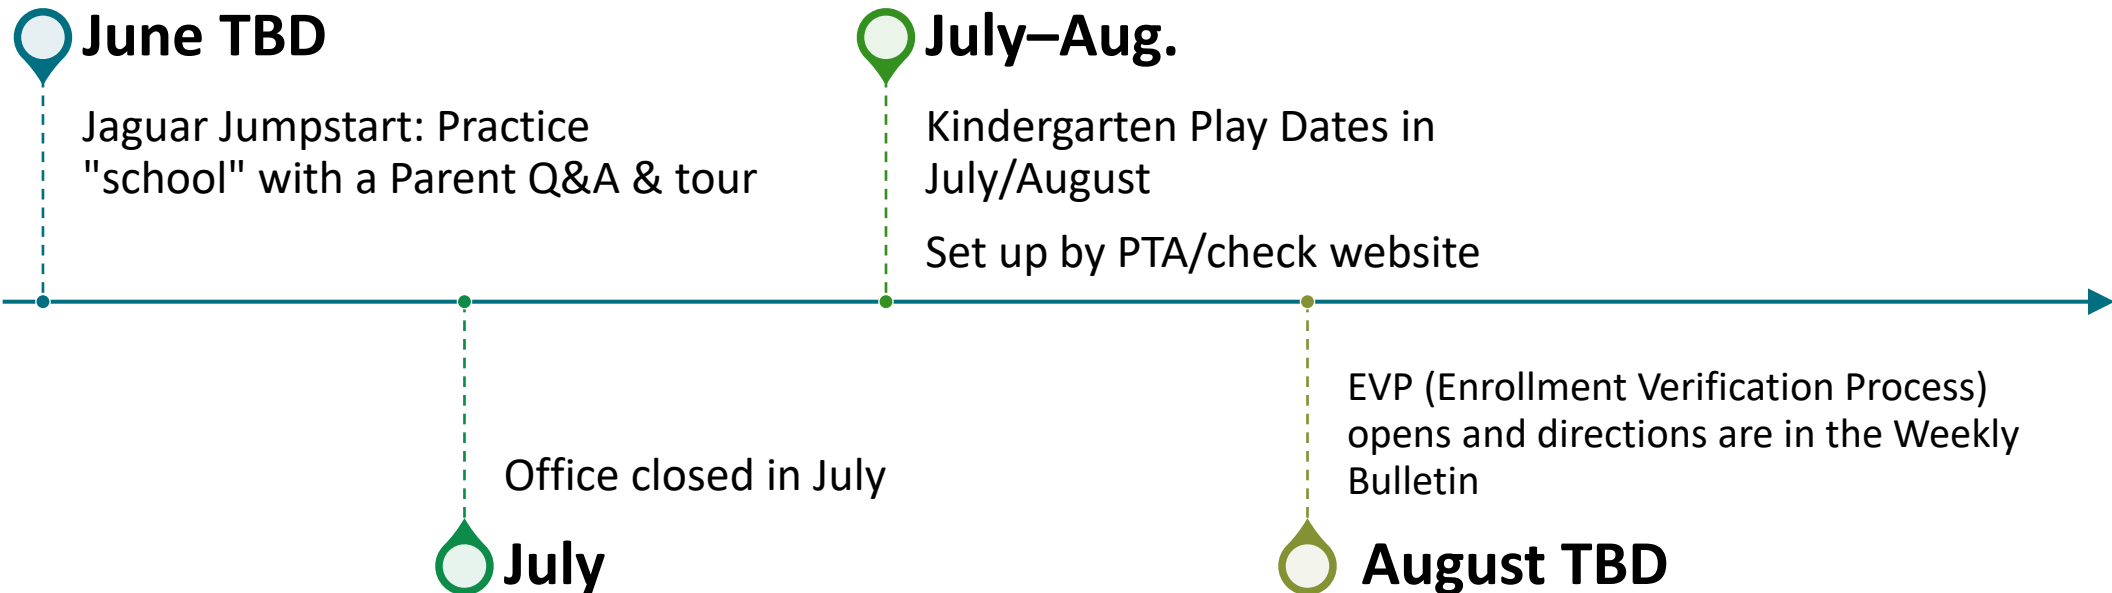 June TBD
Jaguar Jumpstart: Practice
"school" with a Parent Q&A & tour
Office closed in July
July
July–Aug.
Kindergarten Play Dates in
July/August
Set up by PTA/check website
EVP (Enrollment Verification Process)
opens and directions are in the Weekly
Bulletin
August TBD